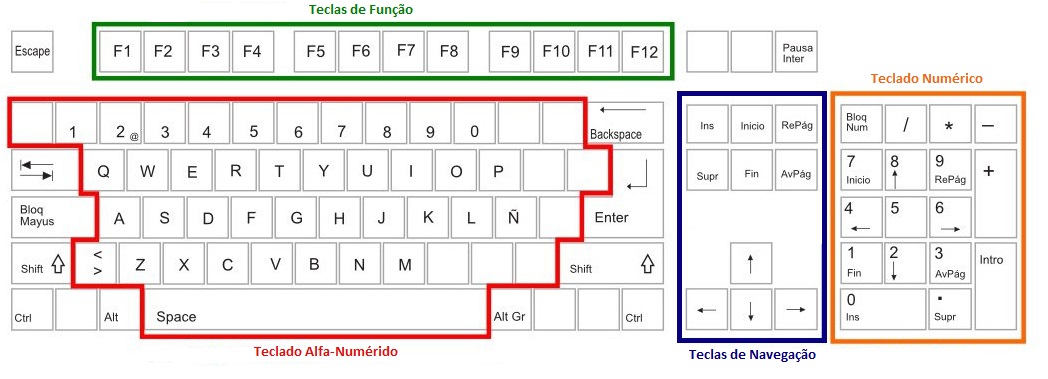 Teclas de Função
Escape
F1 F2 F3 F4 F5 F6 F7 F8 F9 F10 F11 F12
Pausa
Inter
Teclado Numérico
1 2 @ 3 4 5 6 7 8 9 0
Backspace
Ins Inicio RePág
Bloq
Num
/ * –
Q W E R T Y U I O P
Supr Fin AvPág
7
Inicio
8
9
RePág
+
Bloq
Mayus
A S D F G H J K L Ñ
Enter
4 5 6
Shift
<
>
Z X C V B N M
Shift
1
Fin
2
3
AvPág
Intro
Ctrl Alt Space Alt Gr Ctrl
0
Ins
.
Supr
Teclado Alfa-Numérido
Teclas de Navegação